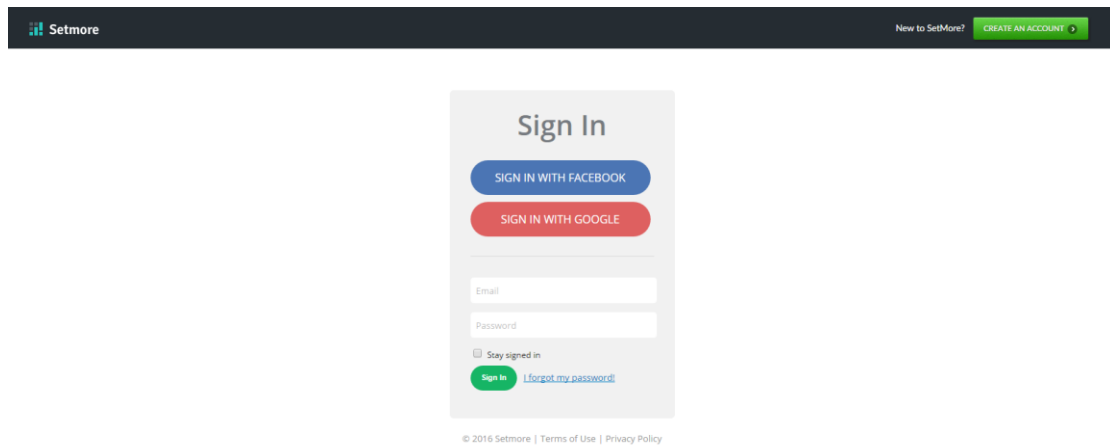 Setmore
New to SetMore? CREATE AN ACCOUNT
Sign In
SIGN IN WITH FACEBOOK
SIGN IN WITH GOOGLE
Email
Password
Stay signed in
Sign In I forgot my password!
© 2016 Setmore | Terms of Use | Privacy Policy